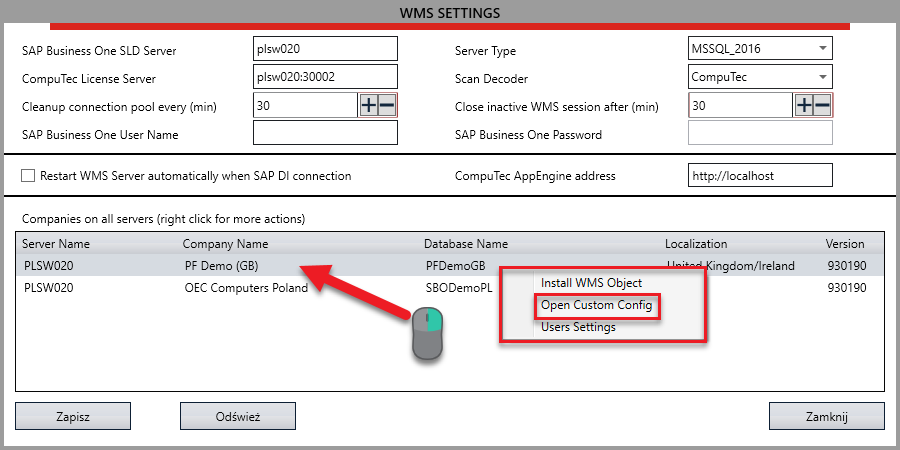 WMS SETTINGS
SAP Business One SLD Server plsw020 Server Type MSSQL_2016
CompuTec License Server plsw020:30002 Scan Decoder CompuTec
Cleanup connection pool every (min) 30 Close inactive WMS session after (min) 30
SAP Business One User Name SAP Business One Password
Restart WMS Server automatically when SAP DI connection CompuTec AppEngine address http://localhost
Companies on all servers (right click for more actions)
Server Name Company Name Database Name Localization Version
PLSW020 PF Demo (GB) PFDemoGB United Kingdom/Ireland 930190
Install WMS Object
PLSW020 OEC Computers Poland SBODemoPL 930190
Open Custom Config
Users Settings
Zapisz Odśwież Zamknij